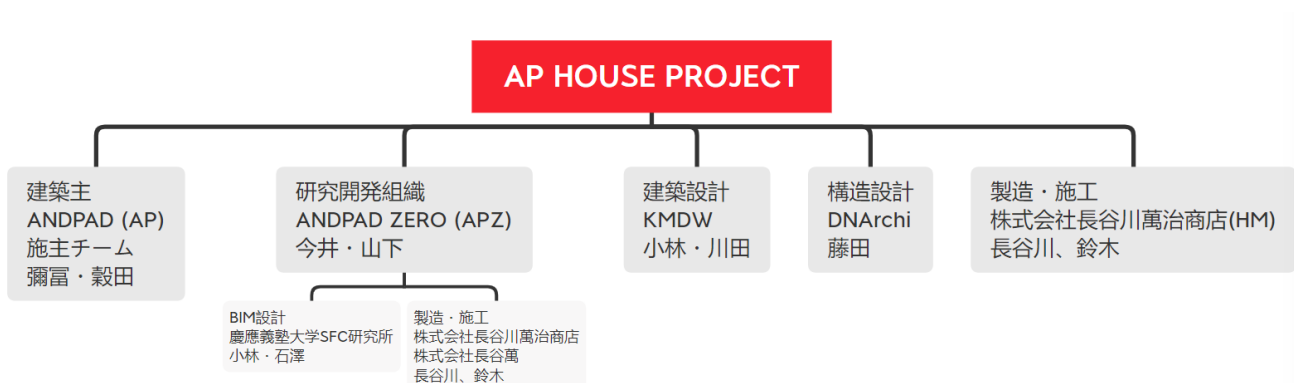 AP HOUSE PROJECT
建築主
ANDPAD (AP)
施主チーム
彌冨・穀田
研究開発組織
ANDPAD ZERO (APZ)
今井・山下
建築設計
KMDW
小林・川田
構造設計
DNArchi
藤田
製造・施工
株式会社長谷川萬治商店(HM)
長谷川、鈴木
BIM設計
慶應義塾大学SFC研究所
小林・石澤
製造・施工
株式会社長谷川萬治商店
株式会社長谷萬
長谷川、鈴木